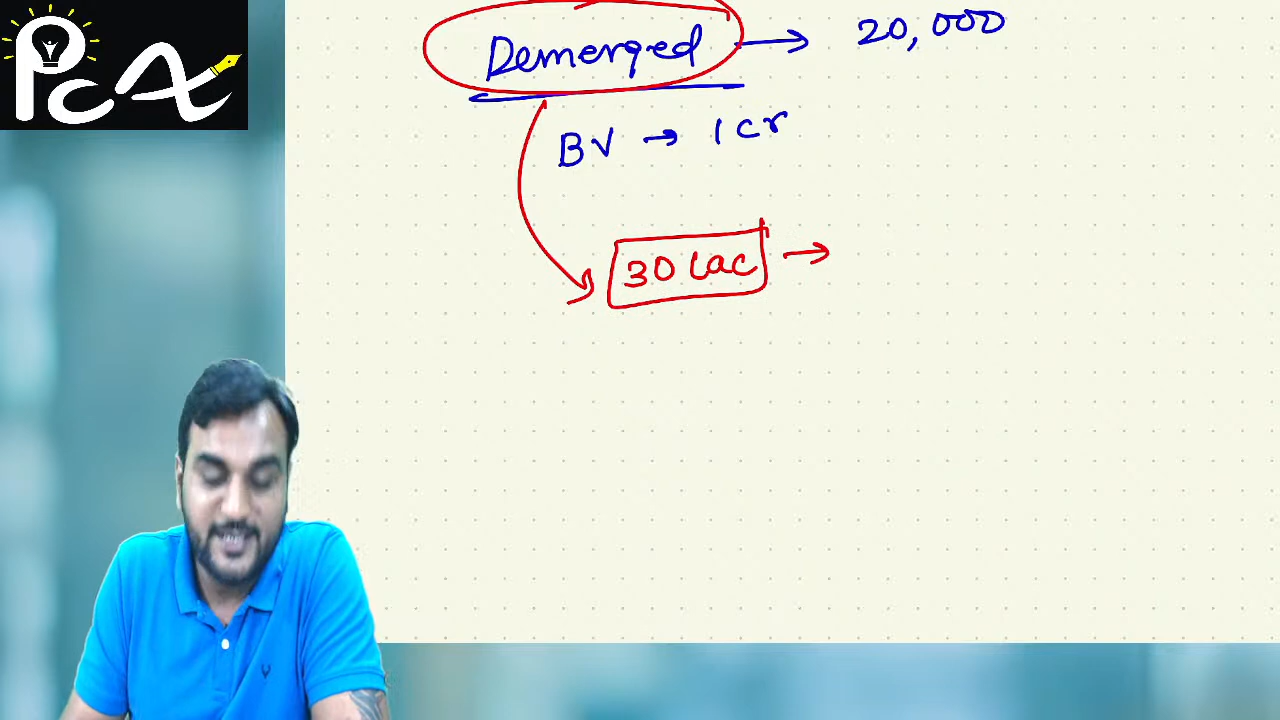 PCA
Demerged → 20,000
BV → 1 cr
30 Lac →